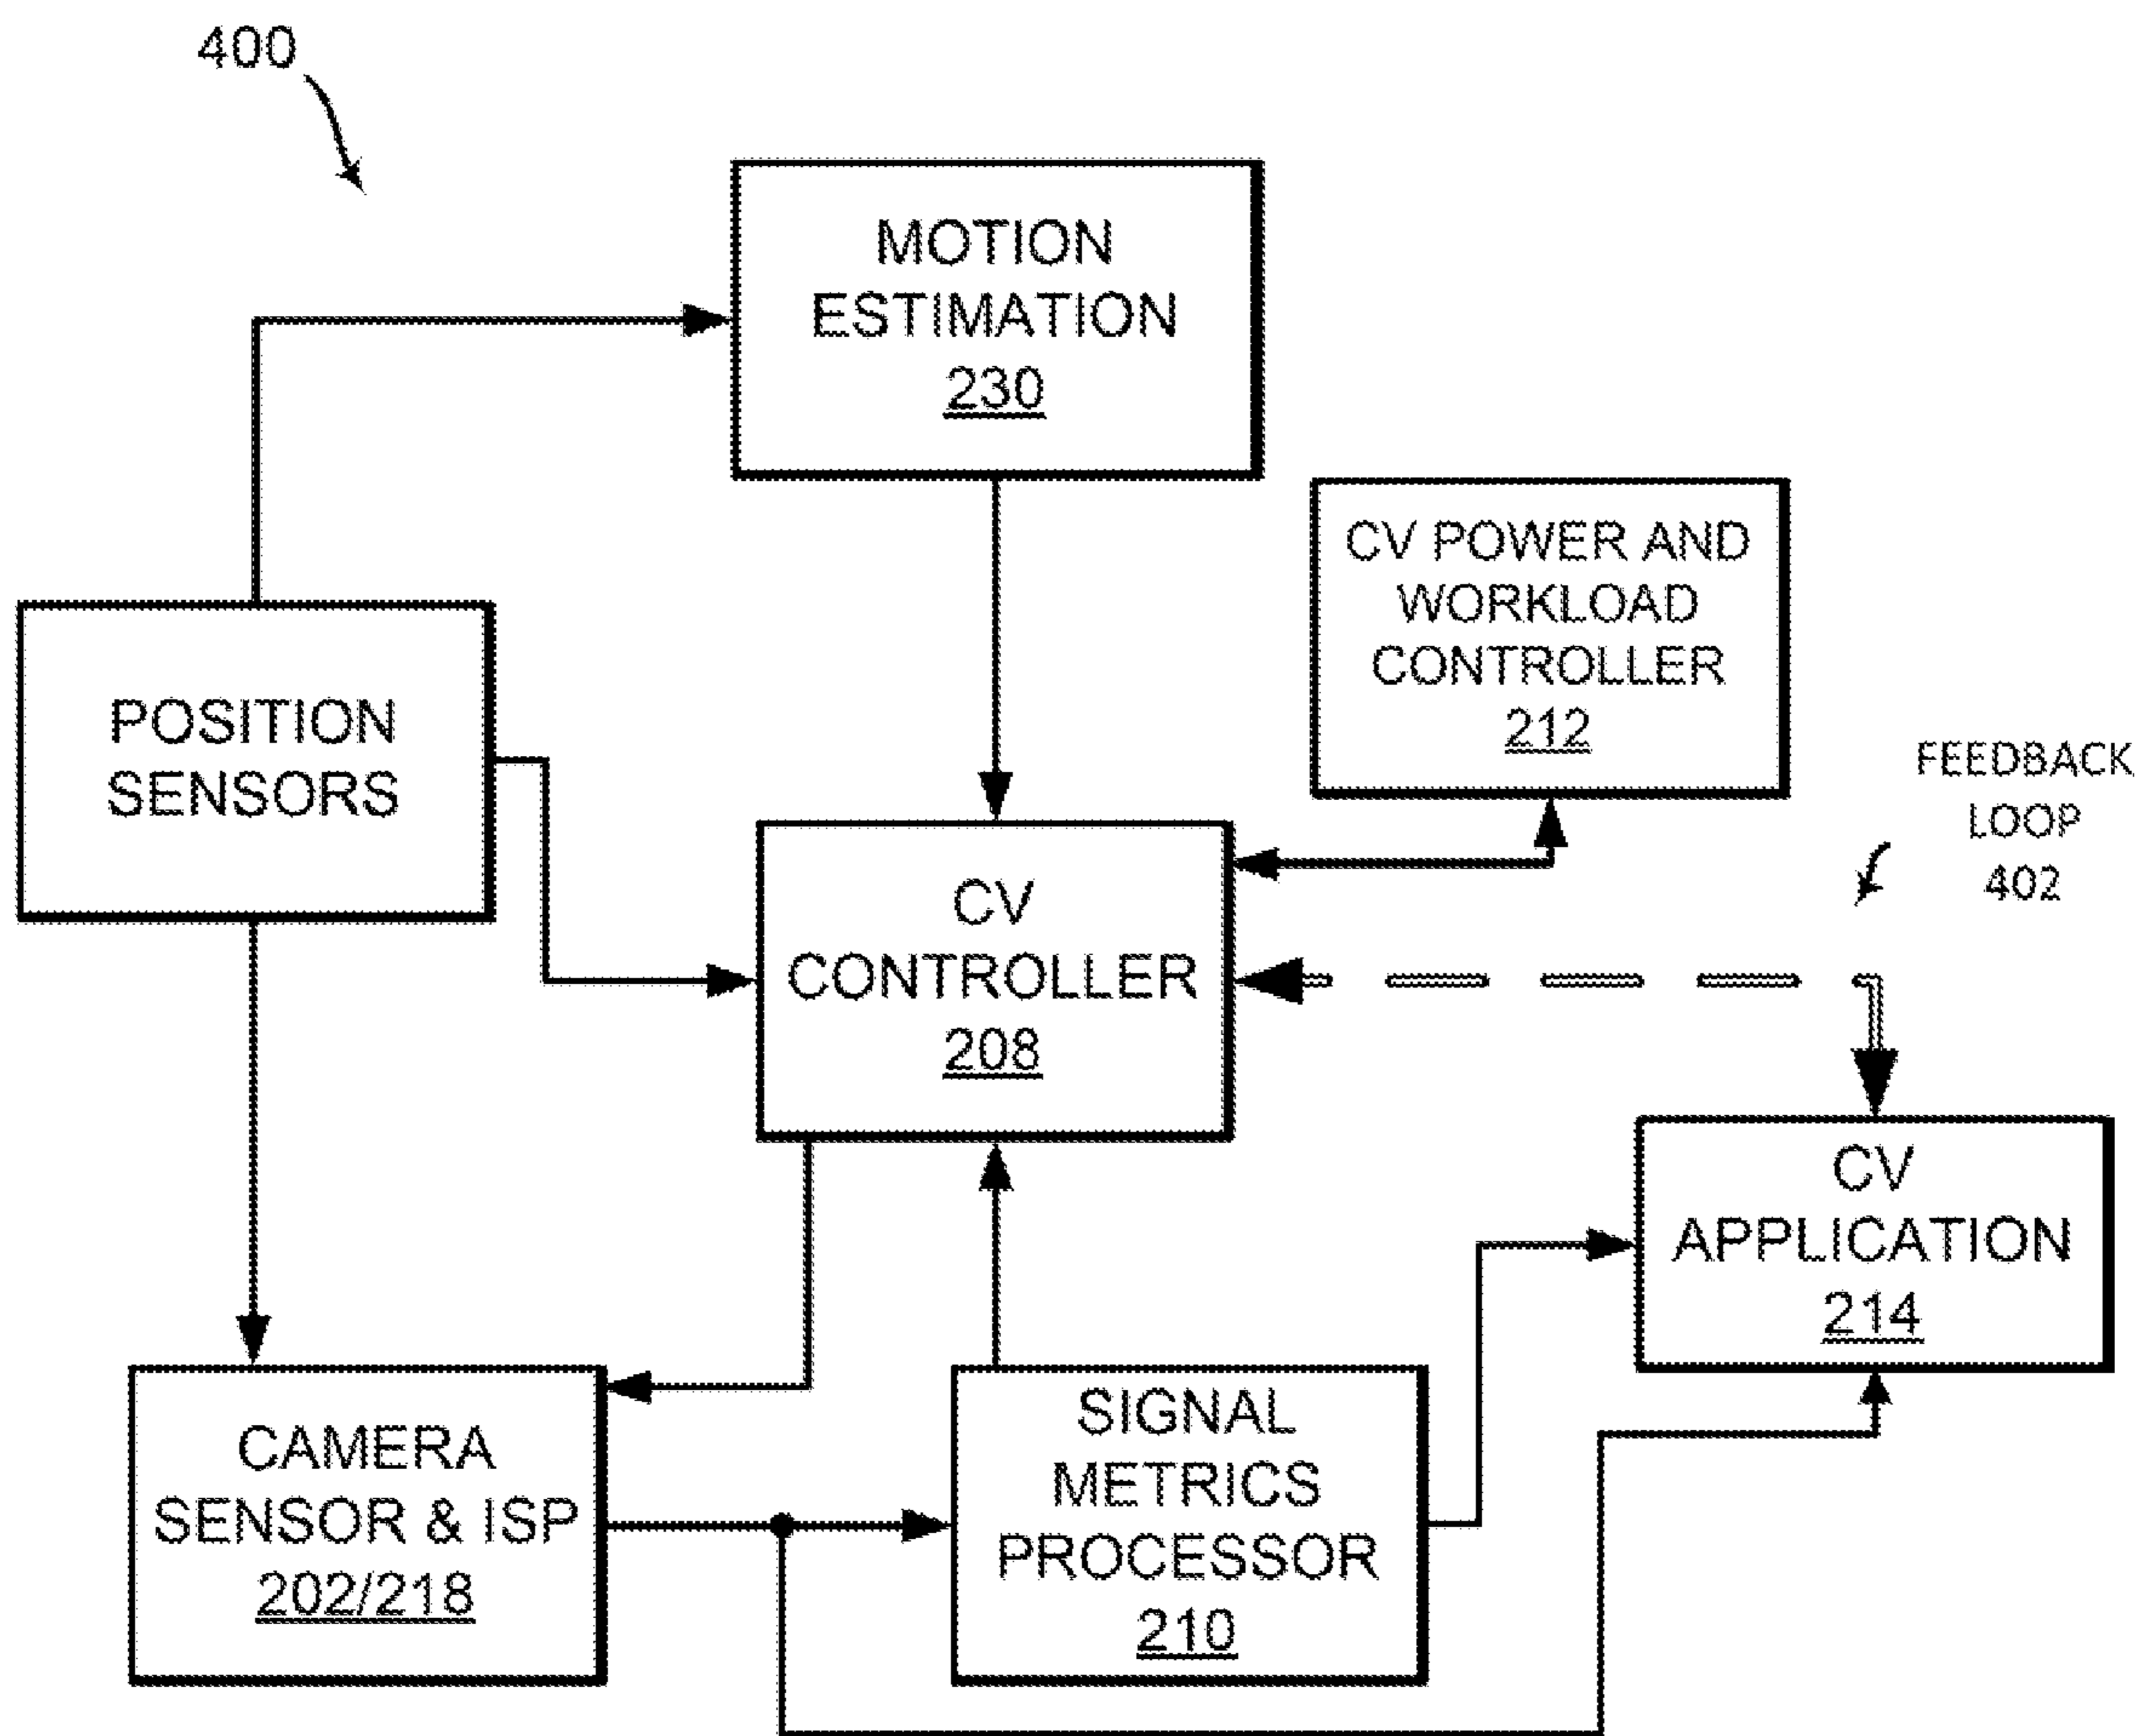 400
MOTION
ESTIMATION
230
CV POWER AND
WORKLOAD
CONTROLLER
212
POSITION
SENSORS
FEEDBACK
LOOP
402
CV
CONTROLLER
208
CV
APPLICATION
214
CAMERA
SENSOR & ISP
202/218
SIGNAL
METRICS
PROCESSOR
210